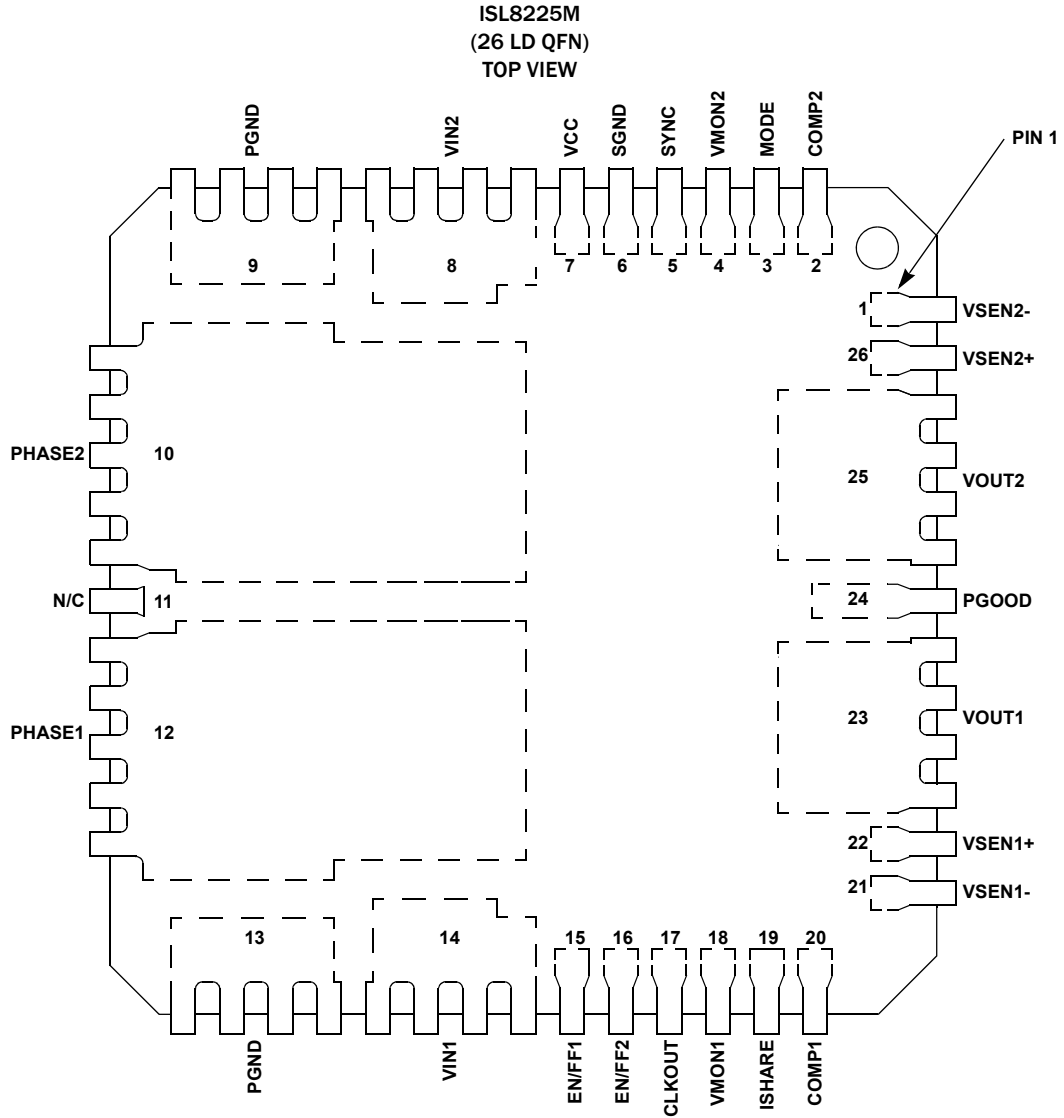 ISL8225M
(26 LD QFN)
TOP VIEW
PGND
VIN2
VCC
SGND
SYNC
VMON2
MODE
COMP2
PIN 1
9
8
7
6
5
4
3
2
1
VSEN2-
26
VSEN2+
PHASE2
10
25
VOUT2
N/C
11
24
PGOOD
PHASE1
12
23
VOUT1
22
VSEN1+
21
VSEN1-
13
14
15
16
17
18
19
20
PGND
VIN1
EN/FF1
EN/FF2
CLKOUT
VMON1
ISHARE
COMP1